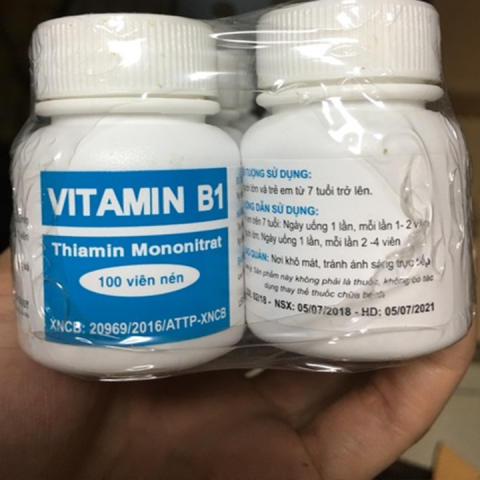 VITAMIN B1
Thiamin Mononitrat
100 viên nén
XNCB: 20969/2016/ATTP-XNCB
TƯỢNG SỬ DỤNG:
lớn và trẻ em từ 7 tuổi trở lên.
DẪN SỬ DỤNG:
trên 7 tuổi: Ngày uống 1 lần, mỗi lần 1- 2
lớn: Ngày uống 1 lần, mỗi lần 2 -4 viên
QUẢN: Nơi khô mát, tránh ánh sáng trực tiếp
Sản phẩm này không phải là thuốc, không có tác
dụng thay thế thuốc chữa bệnh
02/18 - NSX: 05/07/2018 - HD: 05/07/2021